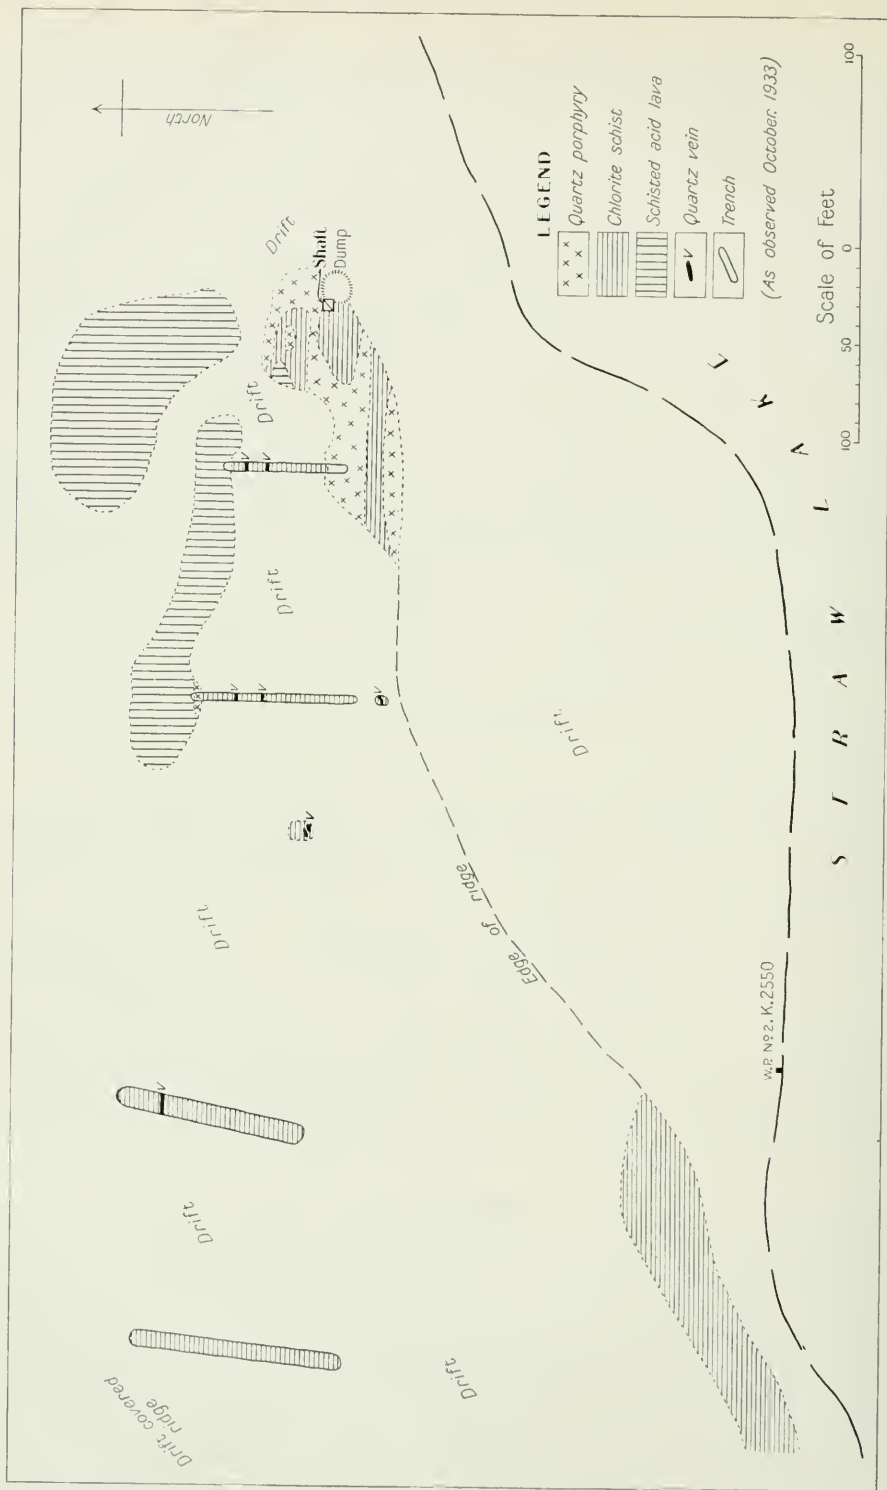 North
Drift
Shaft
Dump
Drift
V
V
Drift
V
V
V
V
Drift
Drift
Edge of ridge
V
Drift
Drift
Drift covered
ridge
W.P. Nº 2. K. 2550
LEGEND
Quartz porphyry
Chlorite schist
Schisted acid lava
V
Quartz vein
Trench
(As observed October. 1933)
Scale of Feet
100
50
0
100
S T R A W L A K E